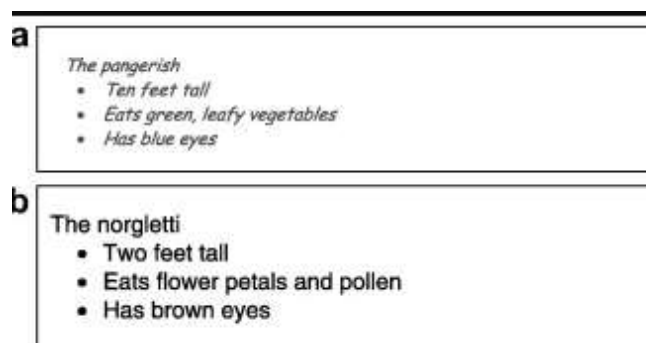 a
The pangerish
• Ten feet tall
• Eats green, leafy vegetables
• Has blue eyes
b
The norgletti
• Two feet tall
• Eats flower petals and pollen
• Has brown eyes